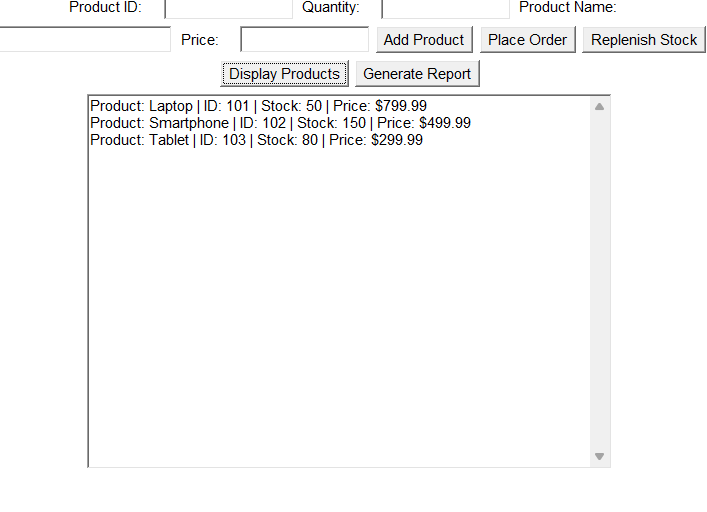 Product ID: Quantity: Product Name:
Price: Add Product Place Order Replenish Stock
Display Products Generate Report
Product: Laptop | ID: 101 | Stock: 50 | Price: $799.99
Product: Smartphone | ID: 102 | Stock: 150 | Price: $499.99
Product: Tablet | ID: 103 | Stock: 80 | Price: $299.99